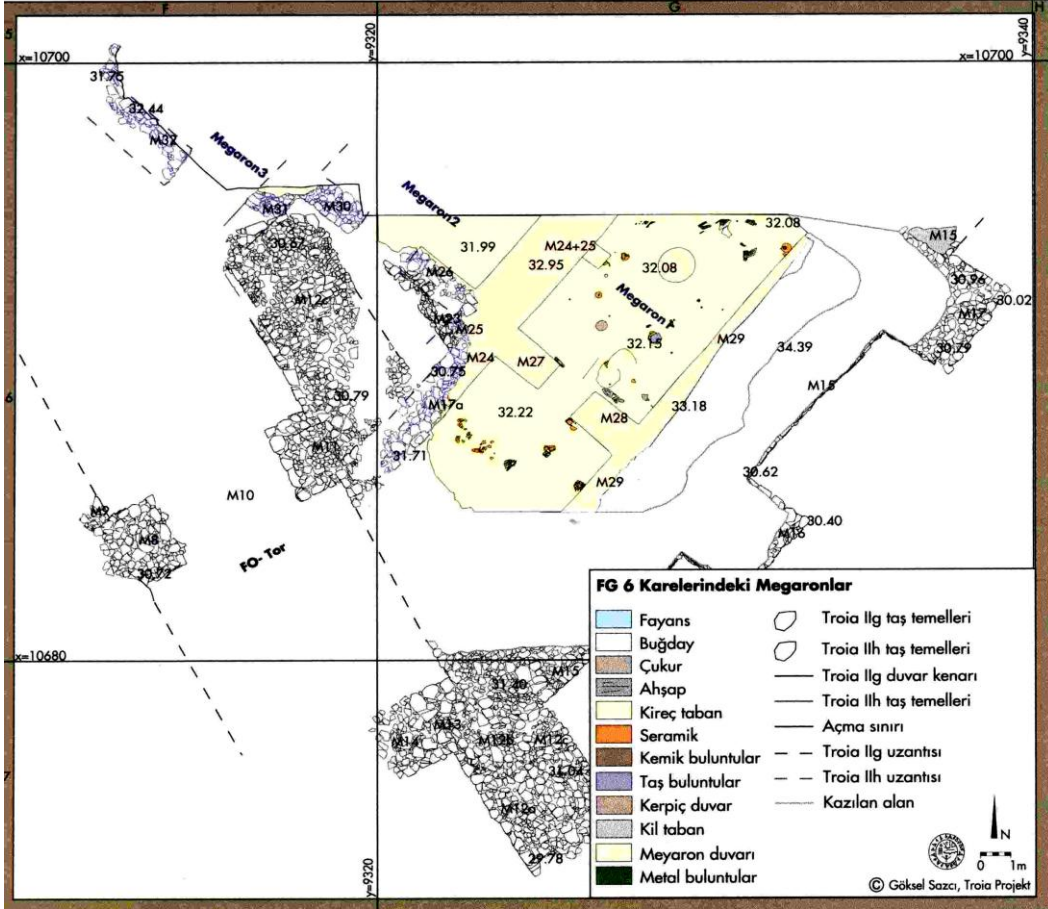 F
G
H
5
y=9320
y=9340
x=10700
x=10700
31.75
32.44
M32
Megaron3
M31
M30
Megaron2
32.08
30.67
31.99
M24+25
32.95
32.08
M15
M26
30.96
30.02
M12c
Megaron1
M23
M25
M17
32.15
M29
34.39
30.79
M24
M27
30.75
M15
6
30.79
M17a
32.22
M28
33.18
M11
31.71
30.62
M29
M10
M9
M8
30.40
M16
FO- Tor
30.72
x=10680
M15
31.20
M13
M14
M12b
M12c
31.04
7
M12a
29.78
y=9320
FG 6 Karelerindeki Megaronlar
Fayans
Buğday
Çukur
Ahşap
Kireç taban
Seramik
Kemik buluntular
Taş buluntular
Kerpiç duvar
Kil taban
Meyaron duvarı
Metal buluntular
Troia IIg taş temelleri
Troia IIh taş temelleri
Troia IIg duvar kenarı
Troia IIh taş temelleri
Açma sınırı
Troia IIg uzantısı
Troia IIh uzantısı
Kazılan alan
N
0 1m
© Göksel Sazcı, Troia Projekt